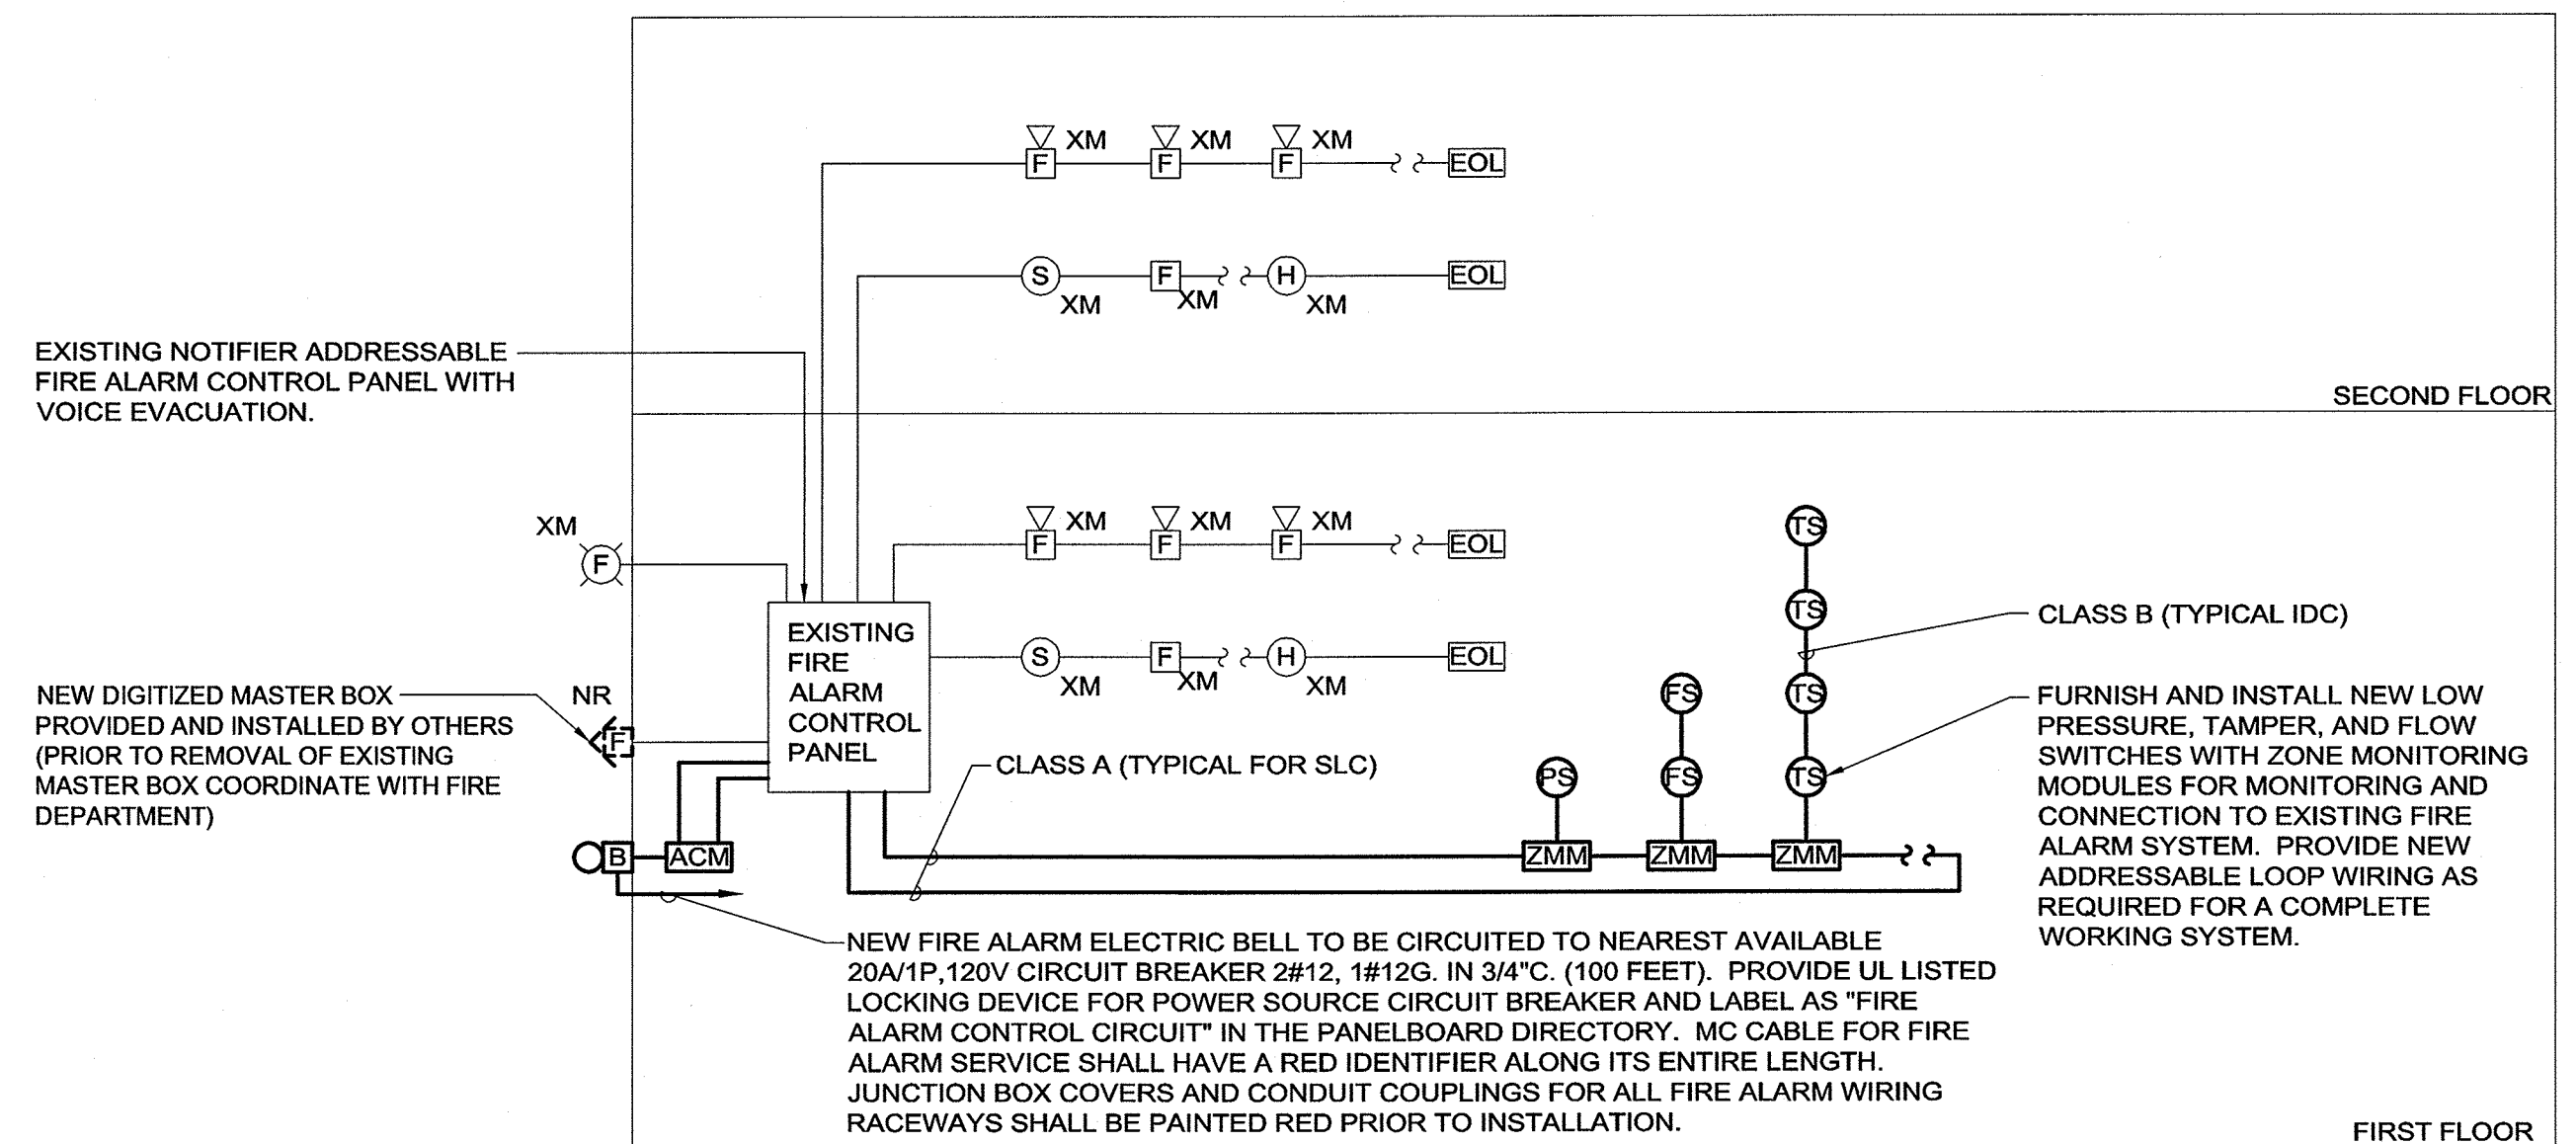 XM XM XM
F F F EOL
S F H EOL
XM XM XM
EXISTING NOTIFIER ADDRESSABLE
FIRE ALARM CONTROL PANEL WITH
VOICE EVACUATION.
SECOND FLOOR
XM
F
XM XM XM
F F F EOL
S F H EOL
XM XM XM
EXISTING
FIRE
ALARM
CONTROL
PANEL
NEW DIGITIZED MASTER BOX
PROVIDED AND INSTALLED BY OTHERS
(PRIOR TO REMOVAL OF EXISTING
MASTER BOX COORDINATE WITH FIRE
DEPARTMENT)
NR
F
B ACM
CLASS A (TYPICAL FOR SLC)
TS
TS
FS TS
PS FS TS
ZMM ZMM ZMM
CLASS B (TYPICAL IDC)
FURNISH AND INSTALL NEW LOW
PRESSURE, TAMPER, AND FLOW
SWITCHES WITH ZONE MONITORING
MODULES FOR MONITORING AND
CONNECTION TO EXISTING FIRE
ALARM SYSTEM. PROVIDE NEW
ADDRESSABLE LOOP WIRING AS
REQUIRED FOR A COMPLETE
WORKING SYSTEM.
NEW FIRE ALARM ELECTRIC BELL TO BE CIRCUITED TO NEAREST AVAILABLE
20A/1P,120V CIRCUIT BREAKER 2#12, 1#12G. IN 3/4"C. (100 FEET). PROVIDE UL LISTED
LOCKING DEVICE FOR POWER SOURCE CIRCUIT BREAKER AND LABEL AS "FIRE
ALARM CONTROL CIRCUIT" IN THE PANELBOARD DIRECTORY. MC CABLE FOR FIRE
ALARM SERVICE SHALL HAVE A RED IDENTIFIER ALONG ITS ENTIRE LENGTH.
JUNCTION BOX COVERS AND CONDUIT COUPLINGS FOR ALL FIRE ALARM WIRING
RACEWAYS SHALL BE PAINTED RED PRIOR TO INSTALLATION.
FIRST FLOOR